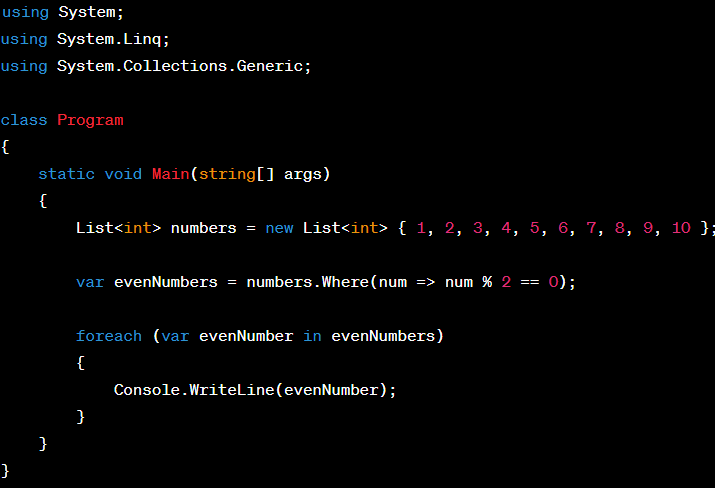 using System;
using System.Linq;
using System.Collections.Generic;

class Program
{
    static void Main(string[] args)
    {
        List<int> numbers = new List<int> { 1, 2, 3, 4, 5, 6, 7, 8, 9, 10 };

        var evenNumbers = numbers.Where(num => num % 2 == 0);

        foreach (var evenNumber in evenNumbers)
        {
            Console.WriteLine(evenNumber);
        }
    }
}